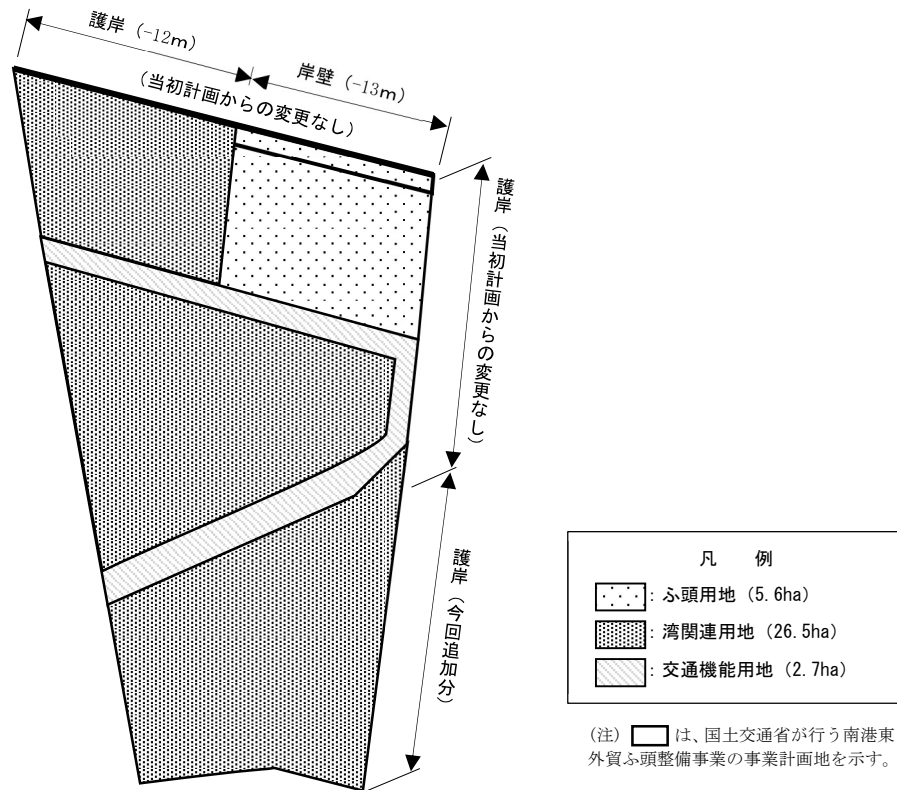 護岸（-12m）
岸壁（-13m）
（当初計画からの変更なし）
護岸（当初計画からの変更なし）
護岸（今回追加分）
凡　例
：ふ頭用地（5.6ha）
：湾関連用地（26.5ha）
：交通機能用地（2.7ha）
（注）　　は、国土交通省が行う南港東
外貿ふ頭整備事業の事業計画地を示す。